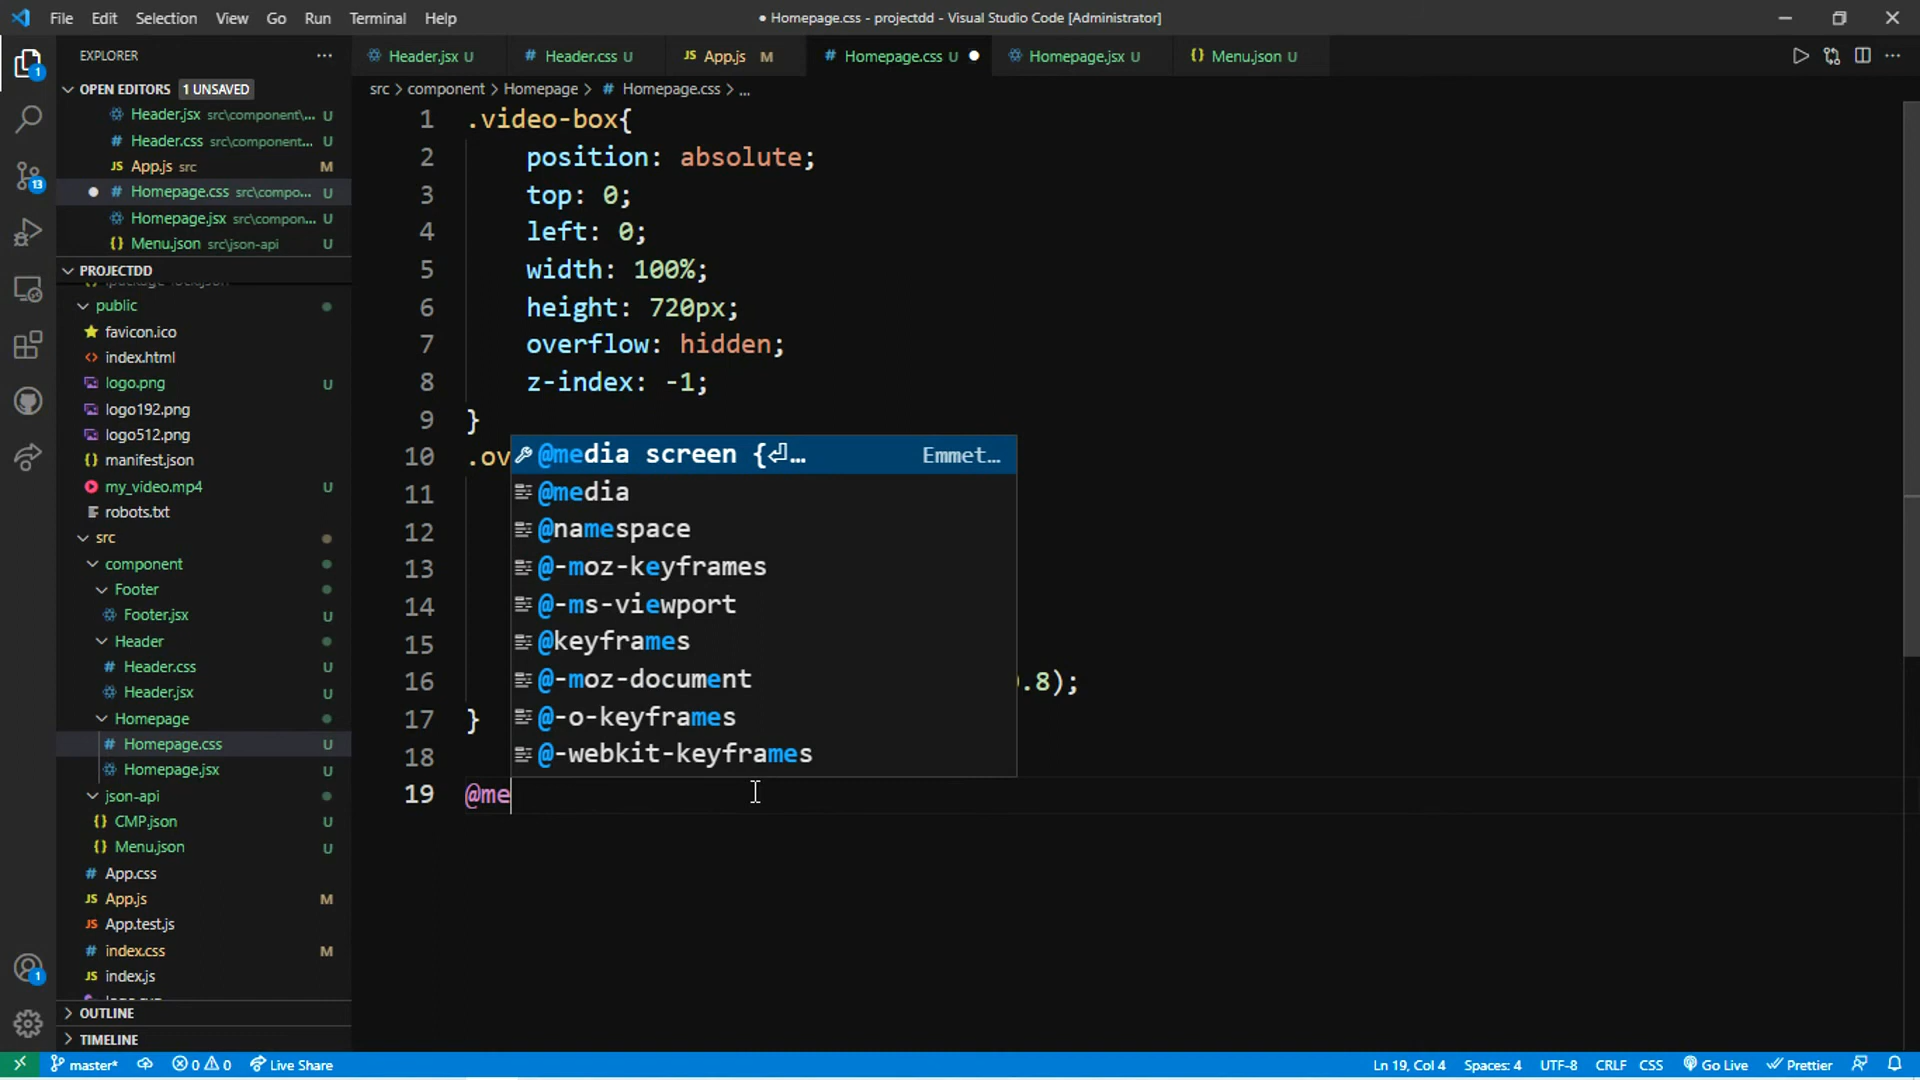 File Edit Selection View Go Run Terminal Help
● Homepage.css - projectdd - Visual Studio Code [Administrator]
EXPLORER
Header.jsx U
# Header.css U
JS App.js M
# Homepage.css U
Homepage.jsx U
{} Menu.json U
OPEN EDITORS 1 UNSAVED
src > component > Homepage > # Homepage.css > ...
Header.jsx src\component\... U
# Header.css src\component... U
JS App.js src M
# Homepage.css src\compo... U
Homepage.jsx src\compon... U
{} Menu.json src\json-api U
PROJECTDD
public
favicon.ico
<> index.html
logo.png U
logo192.png
logo512.png
{} manifest.json
my_video.mp4 U
robots.txt
src
component
Footer
Footer.jsx U
Header
# Header.css U
Header.jsx U
Homepage
# Homepage.css U
Homepage.jsx U
json-api
{} CMP.json U
{} Menu.json U
# App.css
JS App.js M
JS App.test.js
# index.css M
JS index.js
OUTLINE
TIMELINE
1 .video-box{
2 position: absolute;
3 top: 0;
4 left: 0;
5 width: 100%;
6 height: 720px;
7 overflow: hidden;
8 z-index: -1;
9 }
10 .ov
11
12
13
14
15
16 .8);
17 }
18
19 @me
@media screen {⏎… Emmet…
@media
@namespace
@-moz-keyframes
@-ms-viewport
@keyframes
@-moz-document
@-o-keyframes
@-webkit-keyframes
1
13
1
master* 0 0 Live Share
Ln 19, Col 4 Spaces: 4 UTF-8 CRLF CSS Go Live Prettier